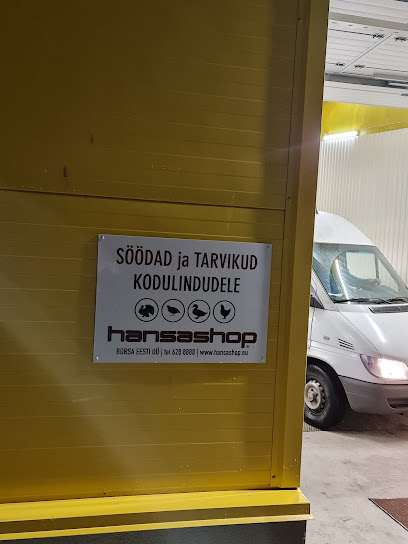 SÖÖDAD ja TARVIKUD
KODULINDUDELE
hansashop®
BÜRSA EESTI OÜ | tel 628 8880 | www.hansashop.eu